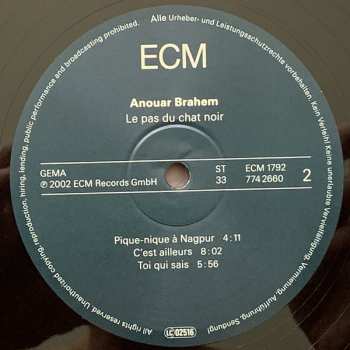 ECM
Anouar Brahem
Le pas du chat noir
GEMA
℗ 2002 ECM Records GmbH
ST
33
ECM 1792
774 2660
2
Pique-nique à Nagpur 4:11
C'est ailleurs 8:02
Toi qui sais 5:56
LC 02516
Alle Urheber- und Leistungsschutzrechte vorbehalten. Kein Verleih! Keine unerlaubte Vervielfältigung, Vermietung, Aufführung, Sendung!
All rights reserved. Unauthorized copying, reproduction, hiring, lending, public performance and broadcasting prohibited.